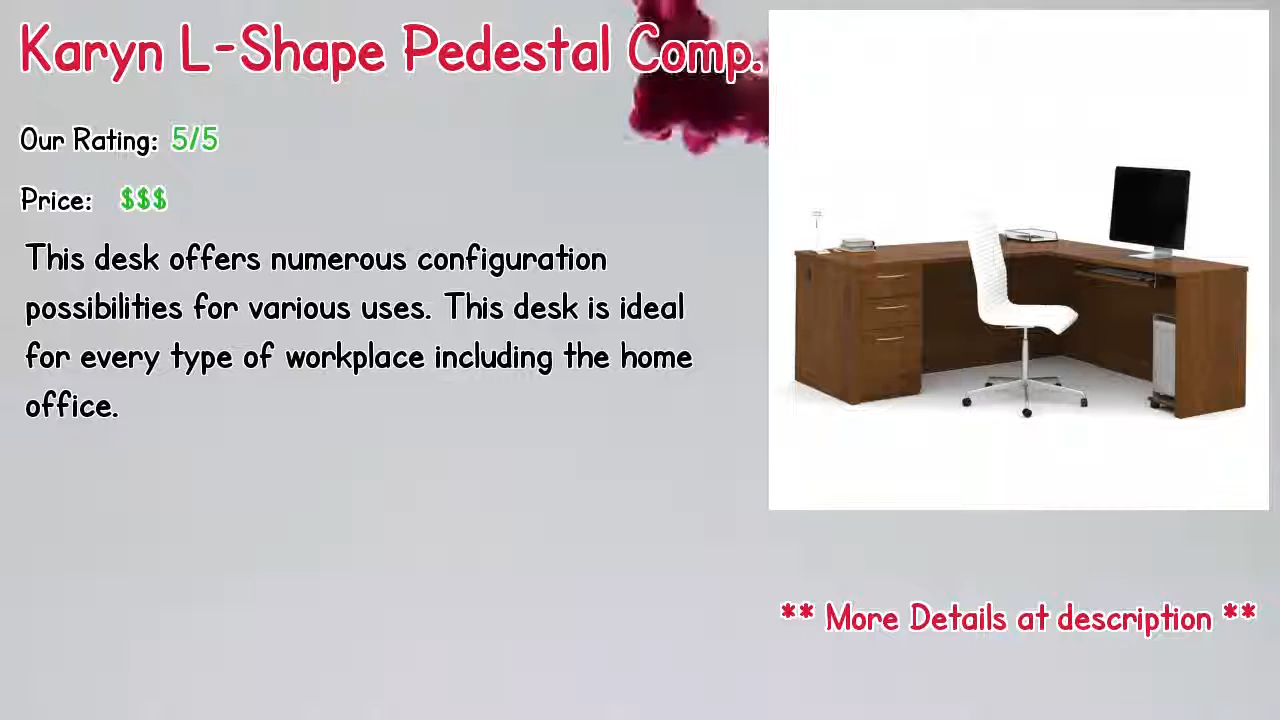 Karyn L-Shape Pedestal Comp.
Our Rating: 5/5
Price: $$$
This desk offers numerous configuration
possibilities for various uses. This desk is ideal
for every type of workplace including the home
office.
** More Details at description **